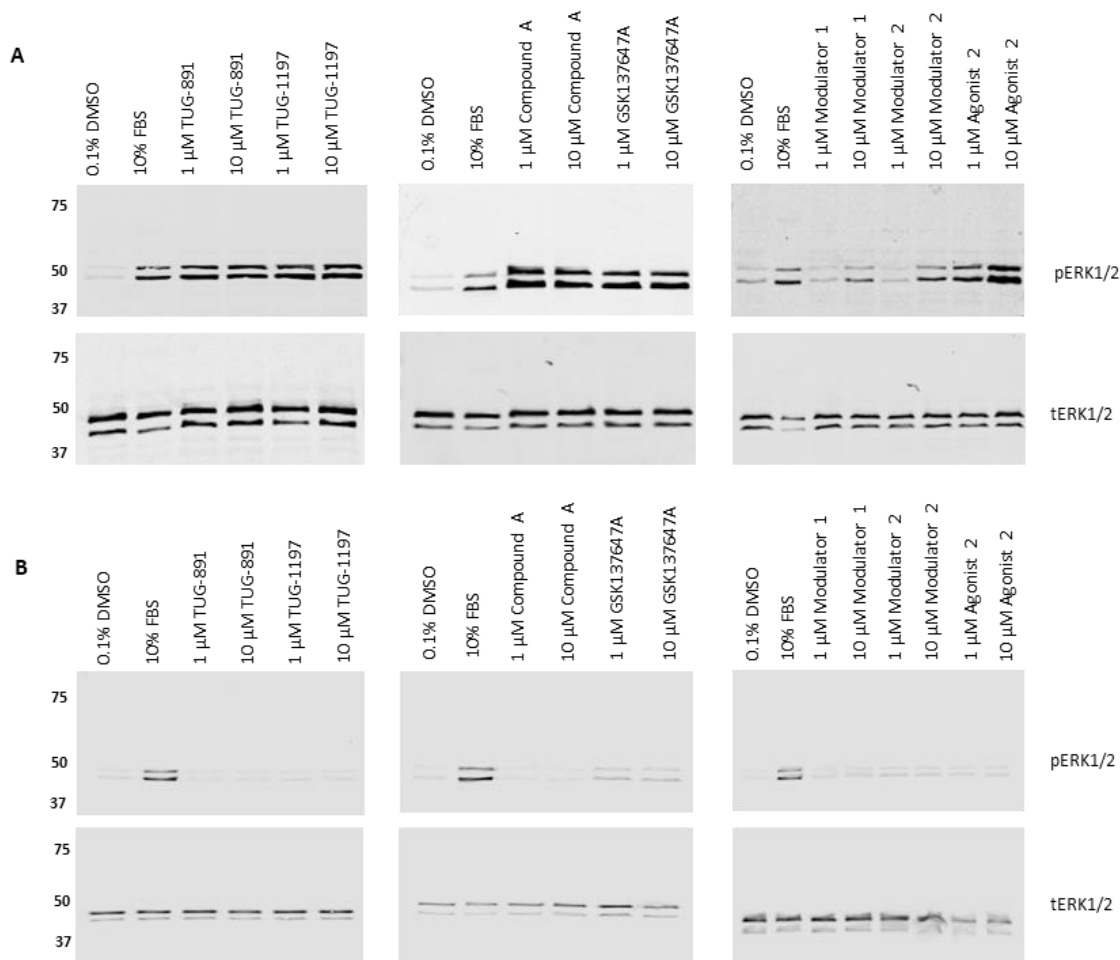 A
0.1% DMSO
10% FBS
1 μM TUG-891
10 μM TUG-891
1 μM TUG-1197
10 μM TUG-1197
0.1% DMSO
10% FBS
1 μM Compound A
10 μM Compound A
1 μM GSK137647A
10 μM GSK137647A
0.1% DMSO
10% FBS
1 μM Modulator 1
10 μM Modulator 1
1 μM Modulator 2
10 μM Modulator 2
1 μM Agonist 2
10 μM Agonist 2
75
50
37
pERK1/2
75
50
37
tERK1/2
B
0.1% DMSO
10% FBS
1 μM TUG-891
10 μM TUG-891
1 μM TUG-1197
10 μM TUG-1197
0.1% DMSO
10% FBS
1 μM Compound A
10 μM Compound A
1 μM GSK137647A
10 μM GSK137647A
0.1% DMSO
10% FBS
1 μM Modulator 1
10 μM Modulator 1
1 μM Modulator 2
10 μM Modulator 2
1 μM Agonist 2
10 μM Agonist 2
75
50
37
pERK1/2
75
50
37
tERK1/2